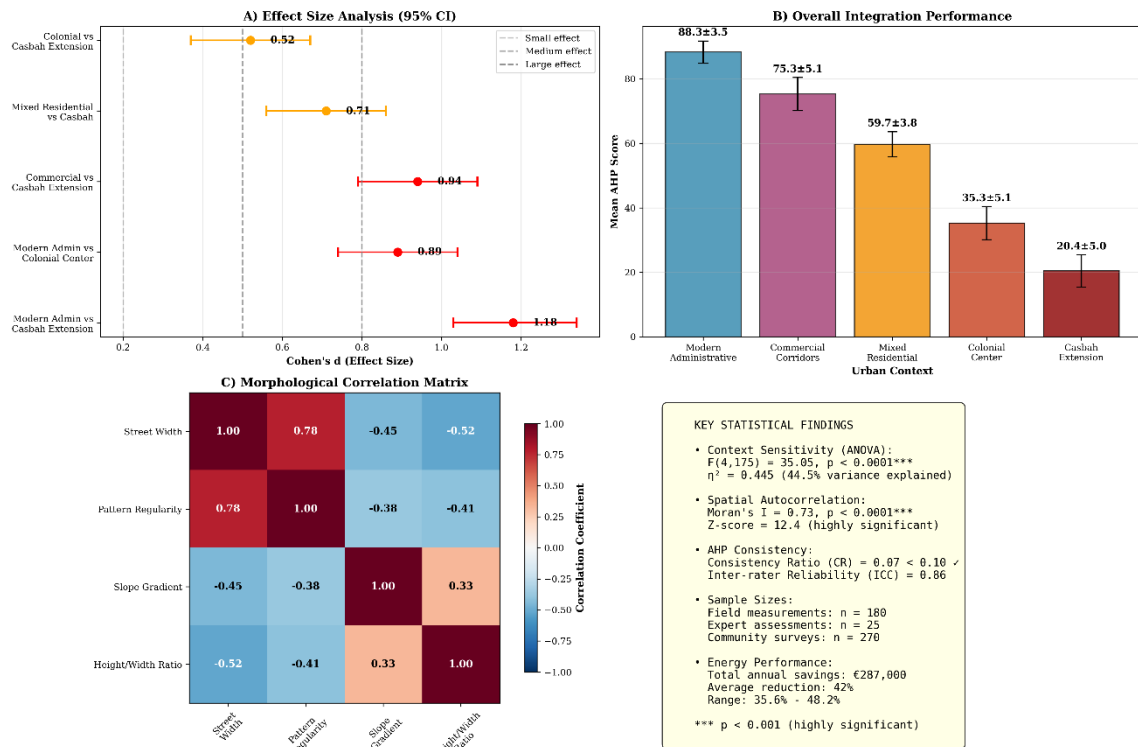 A) Effect Size Analysis (95% CI)
Colonial vs
Casbah Extension
Mixed Residential
vs Casbah
Commercial vs
Casbah Extension
Modern Admin vs
Colonial Center
Modern Admin vs
Casbah Extension
0.52
0.71
0.94
0.89
1.18
Small effect
Medium effect
Large effect
0.2
0.4
0.6
0.8
1.0
1.2
Cohen's d (Effect Size)
B) Overall Integration Performance
Mean AHP Score
80
60
40
20
0
88.3±3.5
75.3±5.1
59.7±3.8
35.3±5.1
20.4±5.0
Modern
Administrative
Commercial
Corridors
Mixed
Residential
Colonial
Center
Casbah
Extension
Urban Context
C) Morphological Correlation Matrix
Street Width
1.00
0.78
-0.45
-0.52
Pattern Regularity
0.78
1.00
-0.38
-0.41
Slope Gradient
-0.45
-0.38
1.00
0.33
Height/Width Ratio
-0.52
-0.41
0.33
1.00
Street
Width
Pattern
egularity
Slope
Gradient
eight/Width
Ratio
1.00
0.75
0.50
0.25
0.00
−0.25
−0.50
−0.75
−1.00
Correlation Coefficient
KEY STATISTICAL FINDINGS
• Context Sensitivity (ANOVA):
F(4,175) = 35.05, p < 0.0001***
η² = 0.445 (44.5% variance explained)
• Spatial Autocorrelation:
Moran's I = 0.73, p < 0.0001***
Z-score = 12.4 (highly significant)
• AHP Consistency:
Consistency Ratio (CR) = 0.07 < 0.10 ✓
Inter-rater Reliability (ICC) = 0.86
• Sample Sizes:
Field measurements: n = 180
Expert assessments: n = 25
Community surveys: n = 270
• Energy Performance:
Total annual savings: €287,000
Average reduction: 42%
Range: 35.6% - 48.2%
*** p < 0.001 (highly significant)